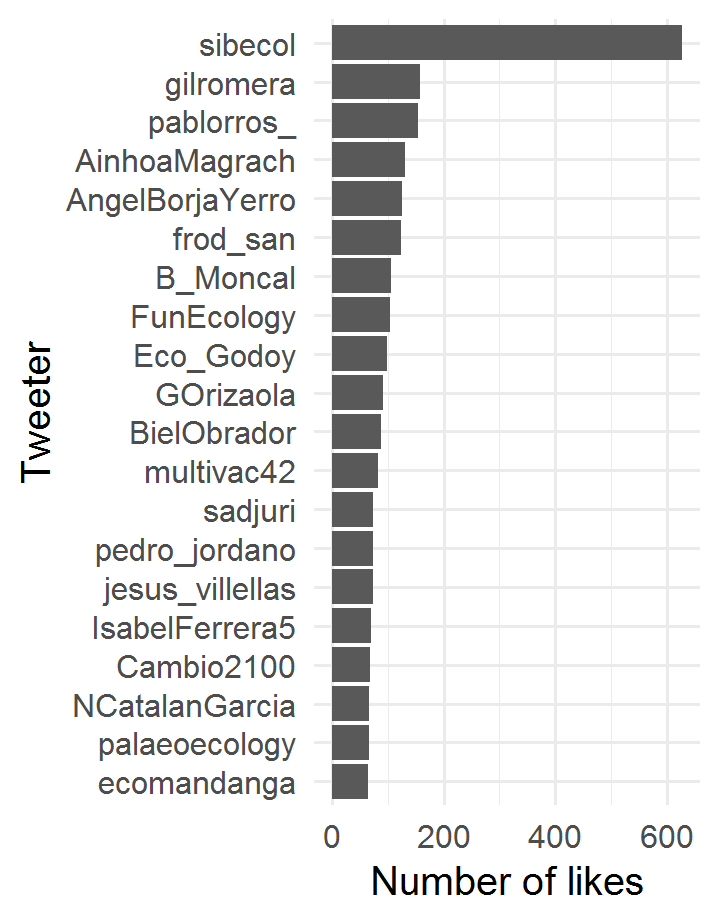 sibecol
gilromera
pablorros_
AinhoaMagrach
AngelBorjaYerro
frod_san
B_Moncal
FunEcology
Eco_Godoy
GOrizaola
BielObrador
multivac42
sadjuri
pedro_jordano
jesus_villellas
IsabelFerrera5
Cambio2100
NCatalanGarcia
palaeoecology
ecomandanga
Tweeter
0 200 400 600
Number of likes